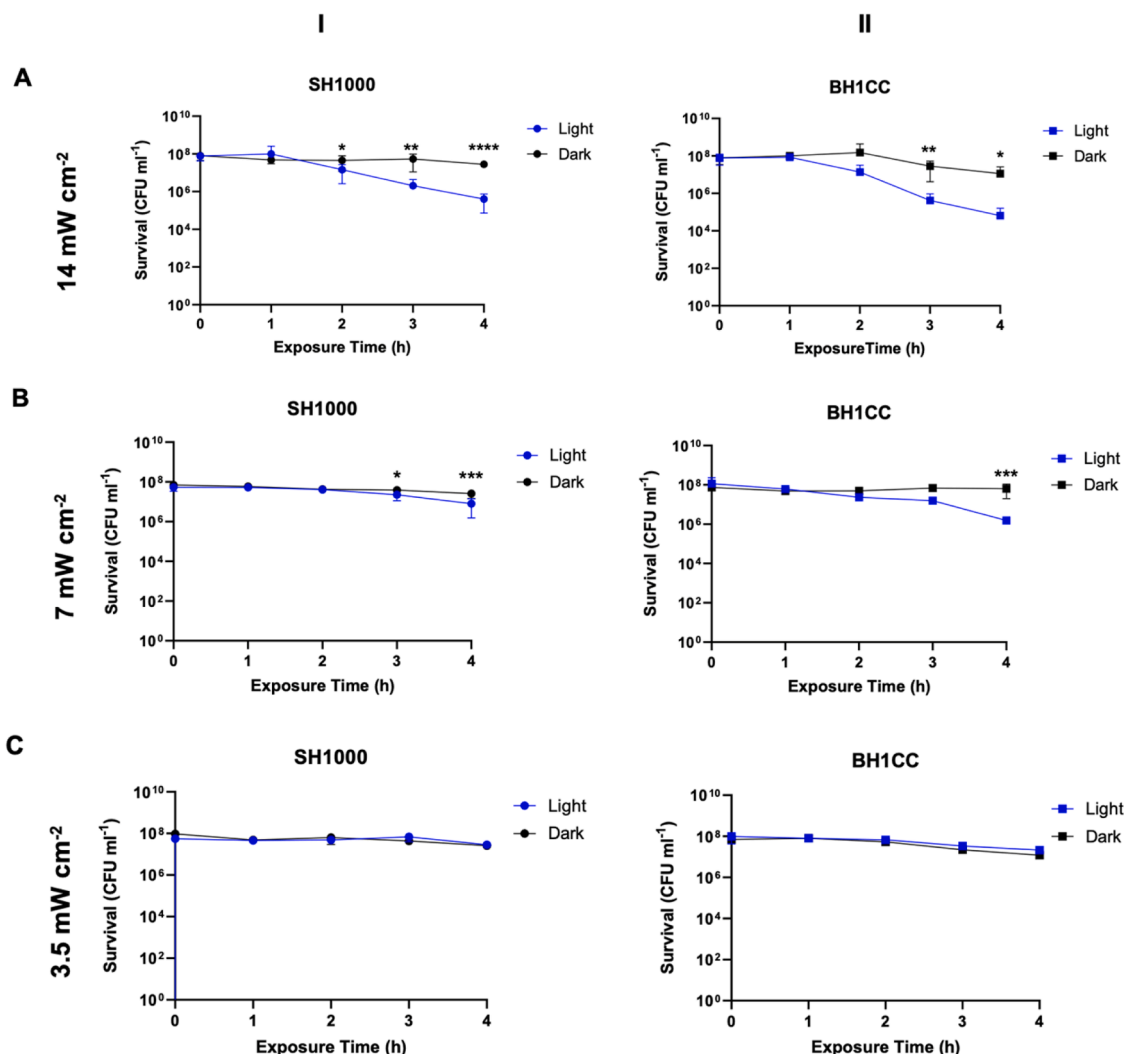 I II
A
14 mW cm-2
SH1000
Survival (CFU ml-1)
10^10
10^8
10^6
10^4
10^2
10^0
* ** ****
Light
Dark
0 1 2 3 4
Exposure Time (h)
BH1CC
Survival (CFU ml-1)
10^10
10^8
10^6
10^4
10^2
10^0
** *
Light
Dark
0 1 2 3 4
ExposureTime (h)
B
7 mW cm-2
SH1000
Survival (CFU ml-1)
10^10
10^8
10^6
10^4
10^2
10^0
* ***
Light
Dark
0 1 2 3 4
Exposure Time (h)
BH1CC
Survival (CFU ml-1)
10^10
10^8
10^6
10^4
10^2
10^0
***
Light
Dark
0 1 2 3 4
Exposure Time (h)
C
3.5 mW cm-2
SH1000
Survival (CFU ml-1)
10^10
10^8
10^6
10^4
10^2
10^0
Light
Dark
0 1 2 3 4
Exposure Time (h)
BH1CC
Survival (CFU ml-1)
10^10
10^8
10^6
10^4
10^2
10^0
Light
Dark
0 1 2 3 4
Exposure Time (h)